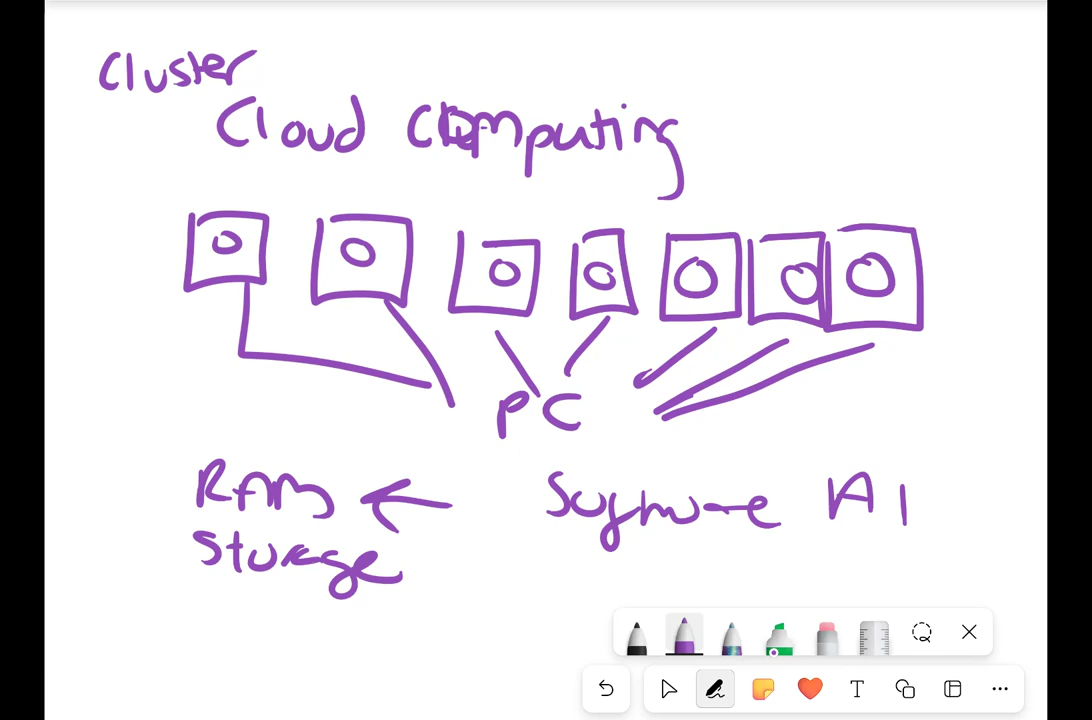 Cluster
Cloud Computing
PC
RAM
Storage
Software AI
T